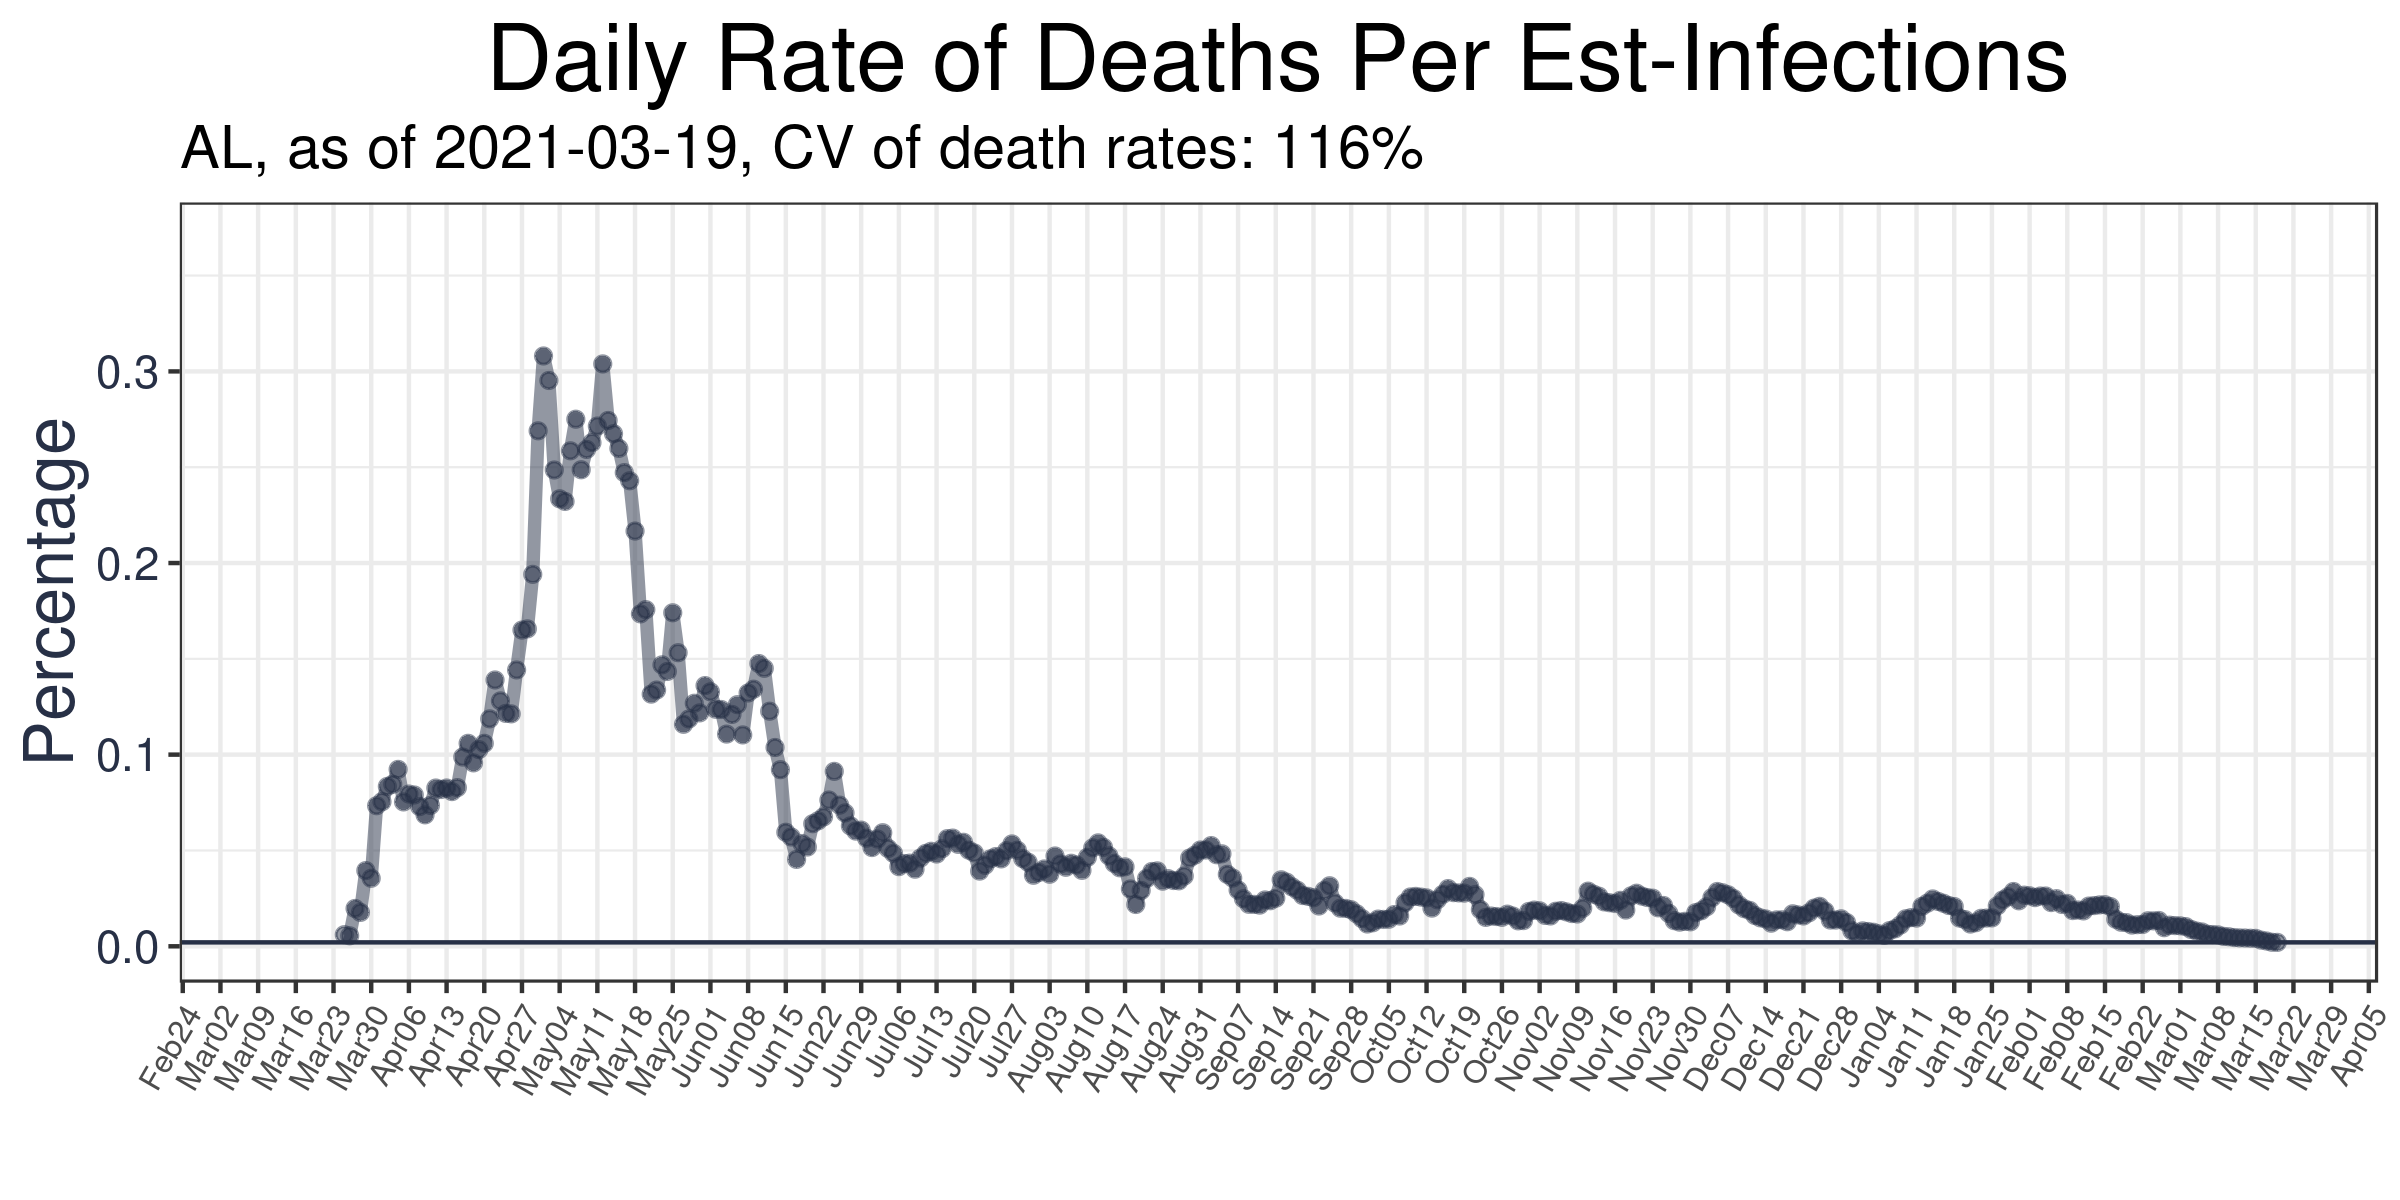 Daily Rate of Deaths Per Est-Infections
AL, as of 2021-03-19, CV of death rates: 116%
Percentage
0.3
0.2
0.1
0.0
Feb24
Mar02
Mar09
Mar16
Mar23
Mar30
Apr06
Apr13
Apr20
Apr27
May04
May11
May18
May25
Jun01
Jun08
Jun15
Jun22
Jun29
Jul06
Jul13
Jul20
Jul27
Aug03
Aug10
Aug17
Aug24
Aug31
Sep07
Sep14
Sep21
Sep28
Oct05
Oct12
Oct19
Oct26
Nov02
Nov09
Nov16
Nov23
Nov30
Dec07
Dec14
Dec21
Dec28
Jan04
Jan11
Jan18
Jan25
Feb01
Feb08
Feb15
Feb22
Mar01
Mar08
Mar15
Mar22
Mar29
Apr05